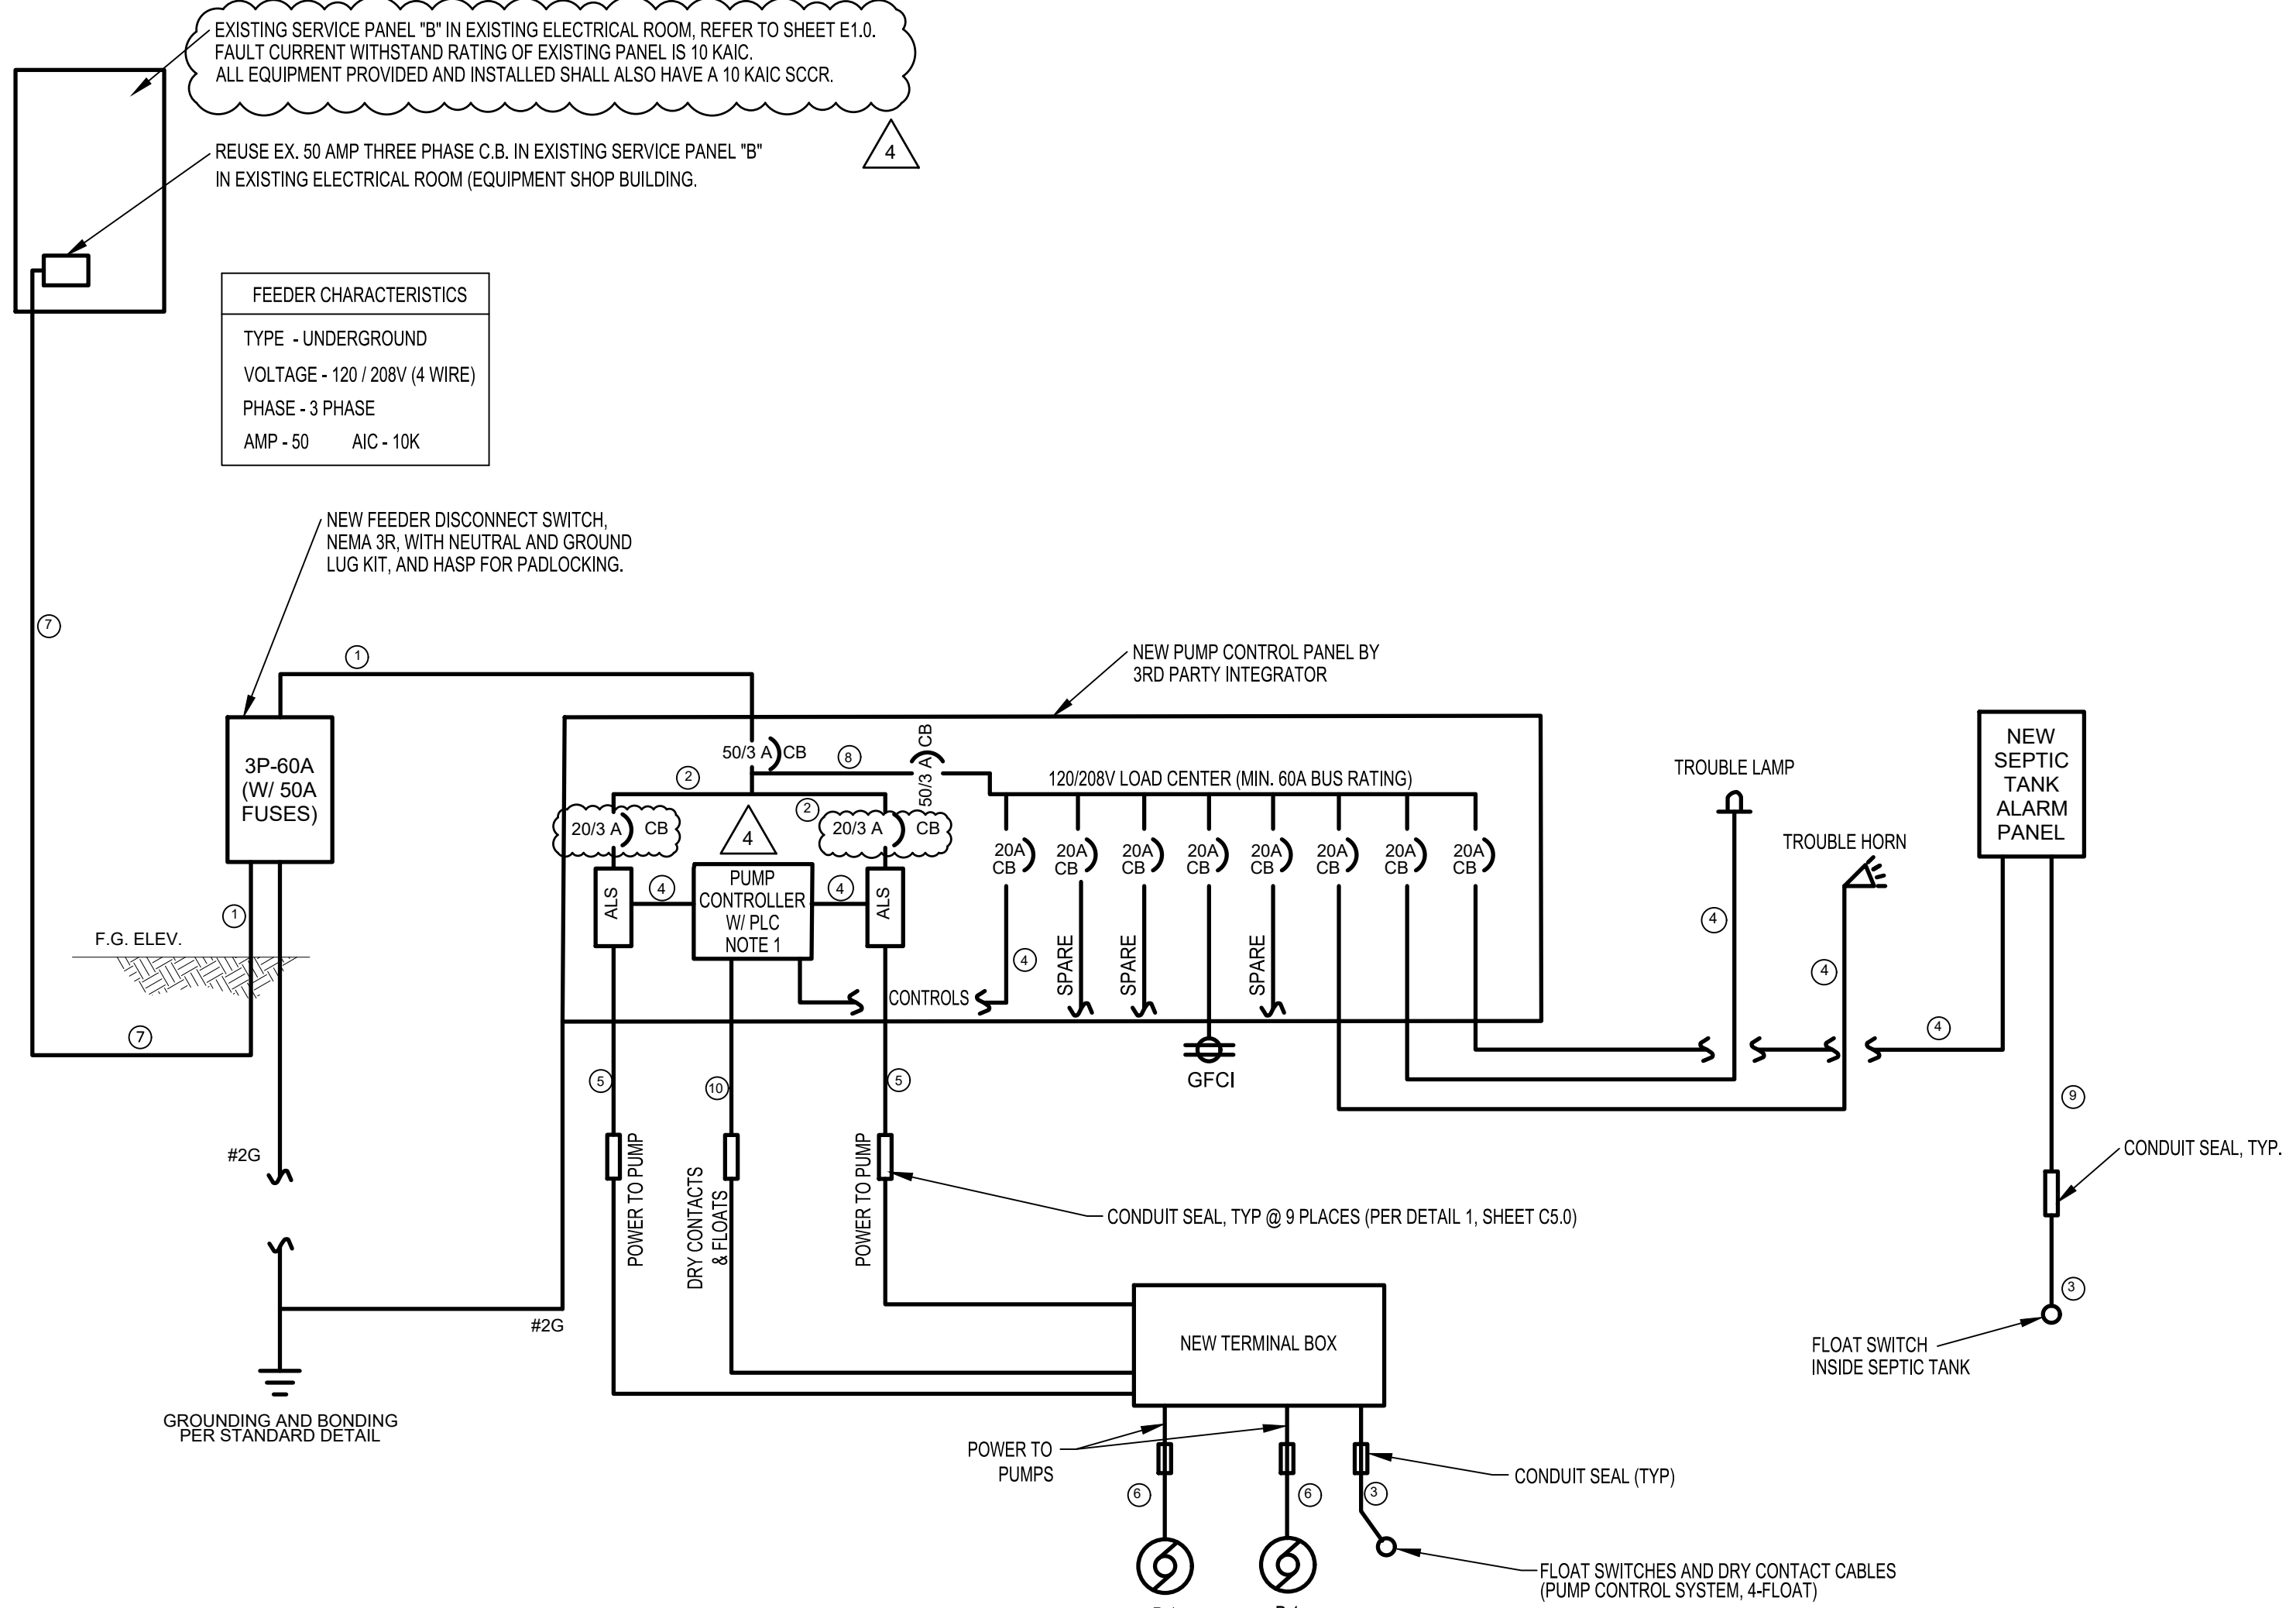 EXISTING SERVICE PANEL "B" IN EXISTING ELECTRICAL ROOM, REFER TO SHEET E1.0.
FAULT CURRENT WITHSTAND RATING OF EXISTING PANEL IS 10 KAIC.
ALL EQUIPMENT PROVIDED AND INSTALLED SHALL ALSO HAVE A 10 KAIC SCCR.
4
REUSE EX. 50 AMP THREE PHASE C.B. IN EXISTING SERVICE PANEL "B"
IN EXISTING ELECTRICAL ROOM (EQUIPMENT SHOP BUILDING.
FEEDER CHARACTERISTICS
TYPE - UNDERGROUND
VOLTAGE - 120 / 208V (4 WIRE)
PHASE - 3 PHASE
AMP - 50 AIC - 10K
NEW FEEDER DISCONNECT SWITCH,
NEMA 3R, WITH NEUTRAL AND GROUND
LUG KIT, AND HASP FOR PADLOCKING.
7
1
NEW PUMP CONTROL PANEL BY
3RD PARTY INTEGRATOR
3P-60A
(W/ 50A
FUSES)
50/3 A CB
8
50/3 A CB
2
2
120/208V LOAD CENTER (MIN. 60A BUS RATING)
20/3 A CB
4
20/3 A CB
ALS
4
PUMP
CONTROLLER
W/ PLC
NOTE 1
4
ALS
20A
CB
20A
CB
20A
CB
20A
CB
20A
CB
20A
CB
20A
CB
20A
CB
4
SPARE
SPARE
SPARE
CONTROLS
TROUBLE LAMP
4
TROUBLE HORN
4
NEW
SEPTIC
TANK
ALARM
PANEL
1
F.G. ELEV.
7
4
GFCI
5
10
5
9
#2G
POWER TO PUMP
DRY CONTACTS
& FLOATS
POWER TO PUMP
CONDUIT SEAL, TYP.
CONDUIT SEAL, TYP @ 9 PLACES (PER DETAIL 1, SHEET C5.0)
3
#2G
NEW TERMINAL BOX
FLOAT SWITCH
INSIDE SEPTIC TANK
GROUNDING AND BONDING
PER STANDARD DETAIL
POWER TO
PUMPS
CONDUIT SEAL (TYP)
6
6
3
FLOAT SWITCHES AND DRY CONTACT CABLES
(PUMP CONTROL SYSTEM, 4-FLOAT)